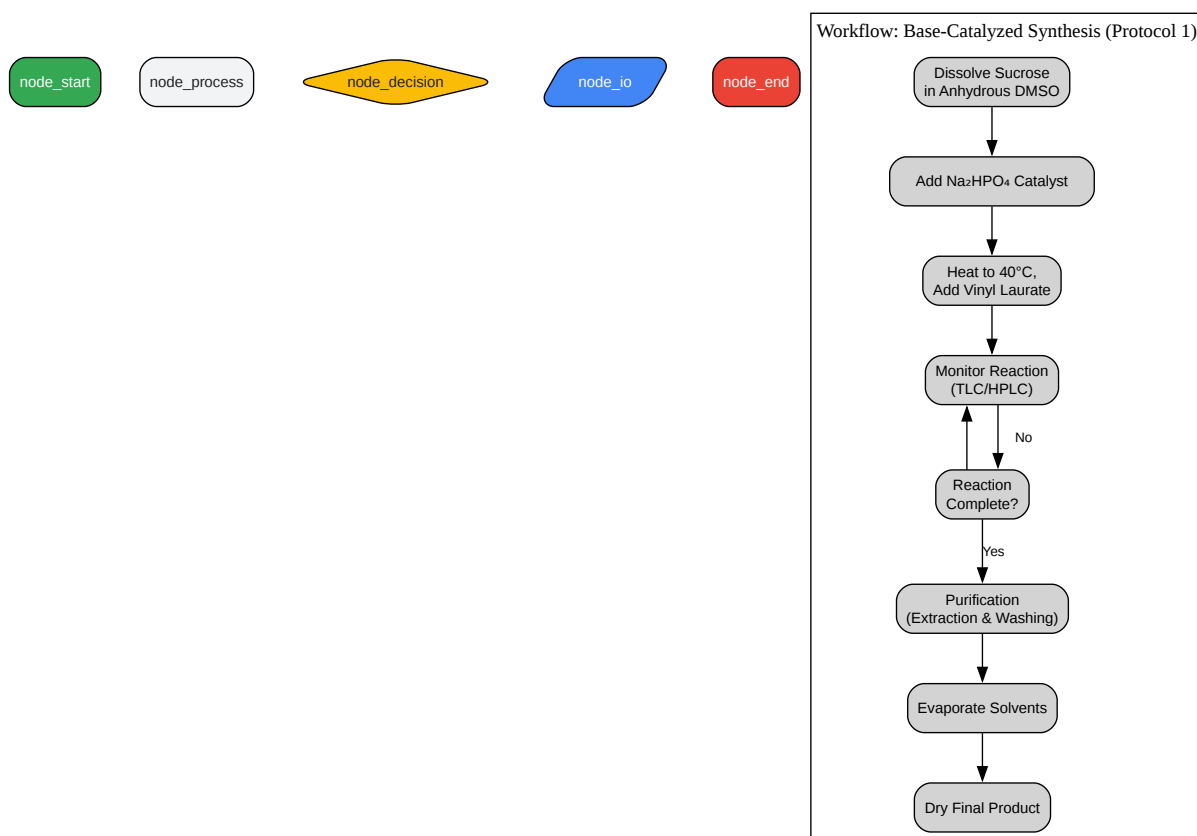 Workflow: Base-Catalyzed Synthesis (Protocol 1)
node_start
node_process
node_decision
node_io
node_end
Dissolve Sucrose
in Anhydrous DMSO
Add Na₂HPO₄ Catalyst
Heat to 40°C,
Add Vinyl Laurate
Monitor Reaction
(TLC/HPLC)
No
Reaction
Complete?
Yes
Purification
(Extraction & Washing)
Evaporate Solvents
Dry Final Product